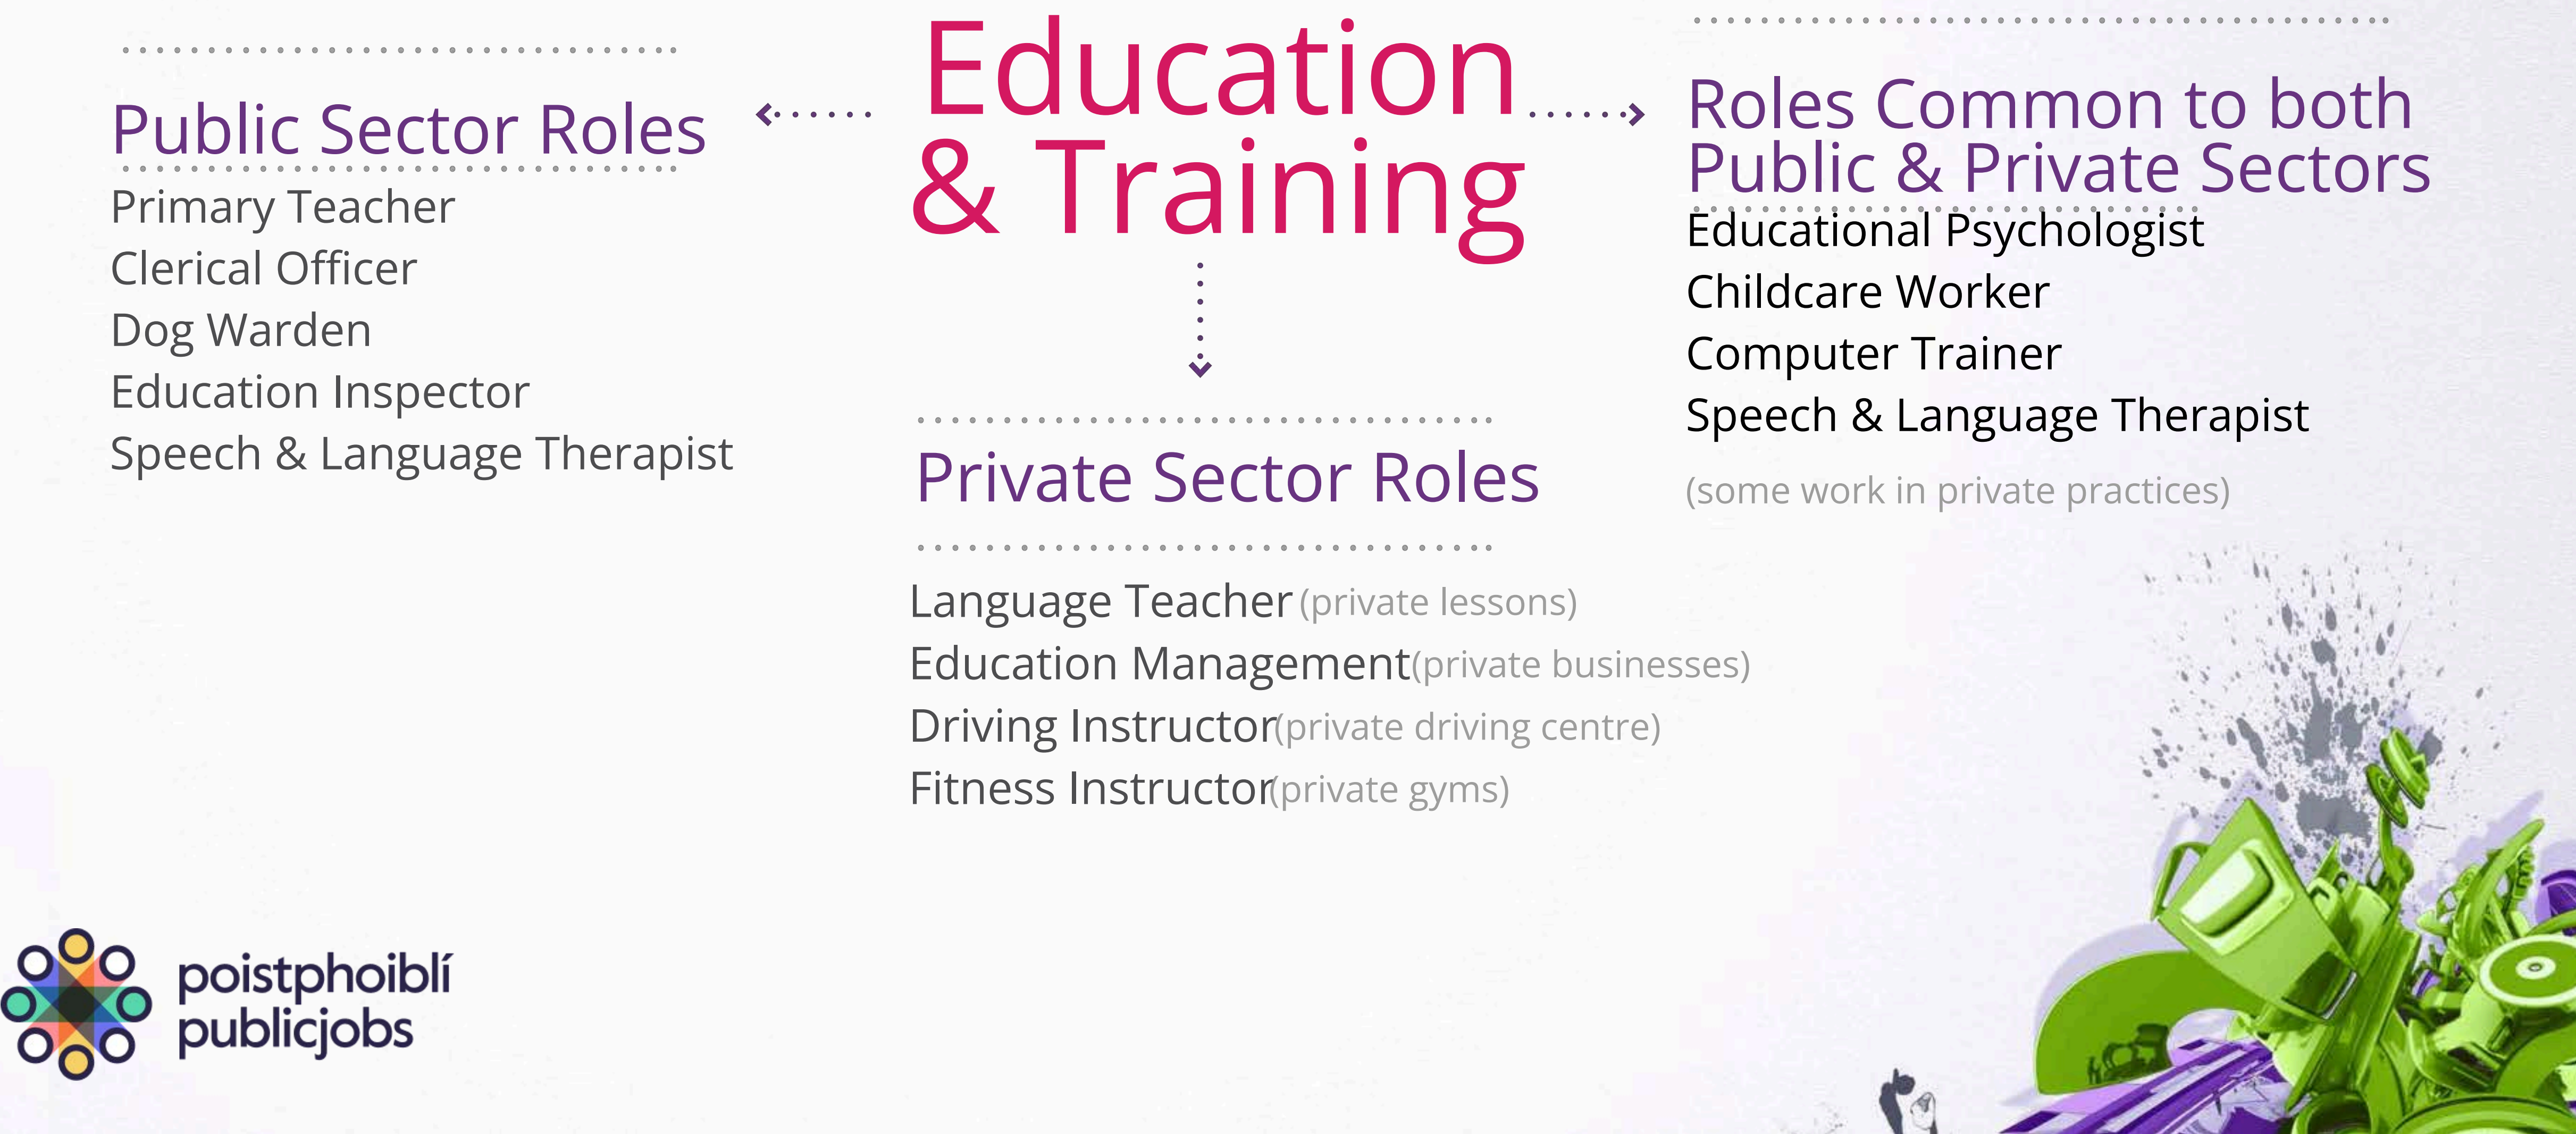 Education
& Training
Public Sector Roles
Primary Teacher
Clerical Officer
Dog Warden
Education Inspector
Speech & Language Therapist
Private Sector Roles
Language Teacher (private lessons)
Education Management (private businesses)
Driving Instructor (private driving centre)
Fitness Instructor (private gyms)
Roles Common to both
Public & Private Sectors
Educational Psychologist
Childcare Worker
Computer Trainer
Speech & Language Therapist
(some work in private practices)
poistphoiblí
publicjobs